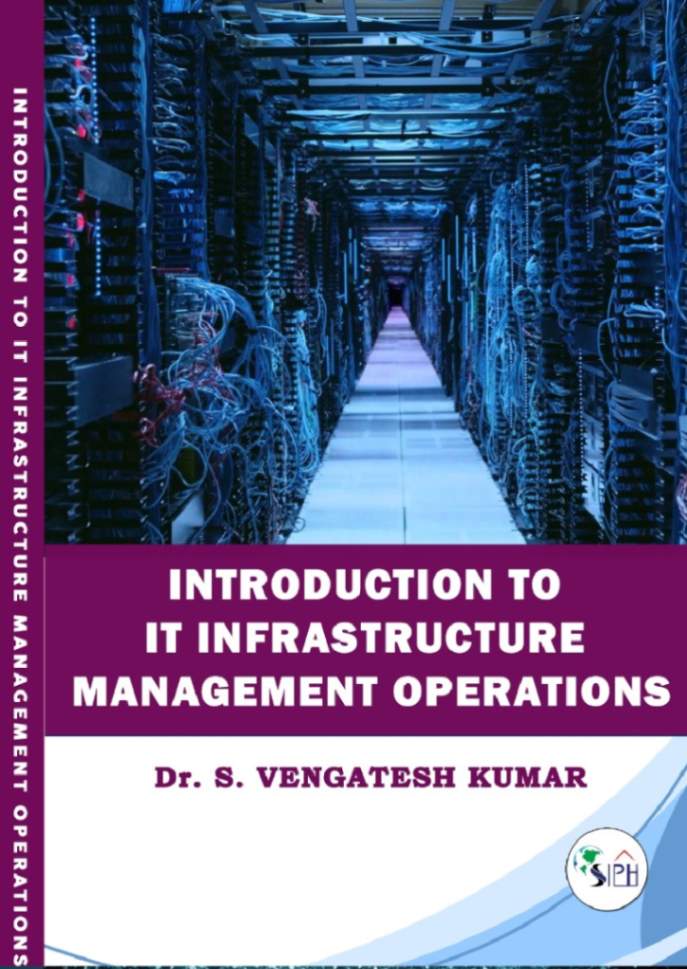 INTRODUCTION TO IT INFRASTRUCTURE MANAGEMENT OPERATIONS
INTRODUCTION TO
IT INFRASTRUCTURE
MANAGEMENT OPERATIONS
Dr. S. VENGATESH KUMAR
SIPH